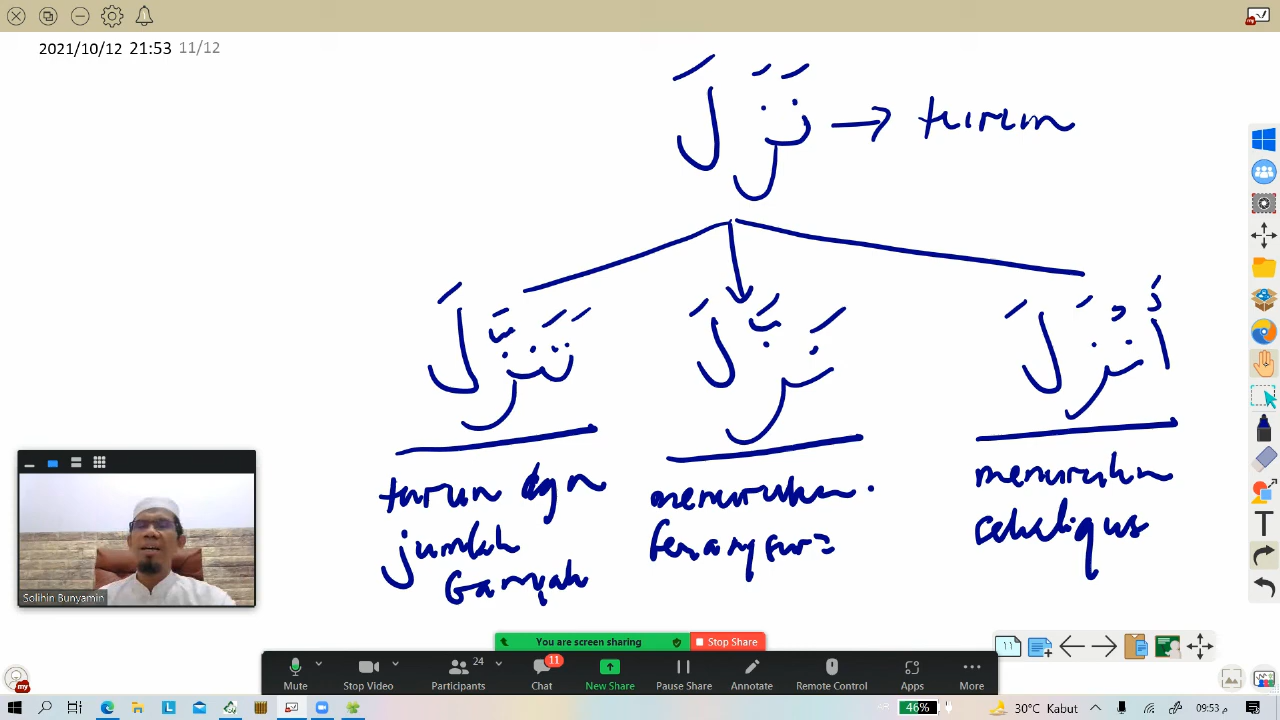 2021/10/12 21:53 11/12
نَزَلَ → turun
أَنْزَلَ
نَزَّلَ
تَنَزَّلَ
menurunkan
sekaligus
menurunkan
berangsur2
turun dgn
jumlah
banyak
Solihin Bunyamin
You are screen sharing
Stop Share
Mute
Stop Video
24
Participants
11
Chat
New Share
Pause Share
Annotate
Remote Control
Apps
More
46%
30°C Kabut
09:53 م